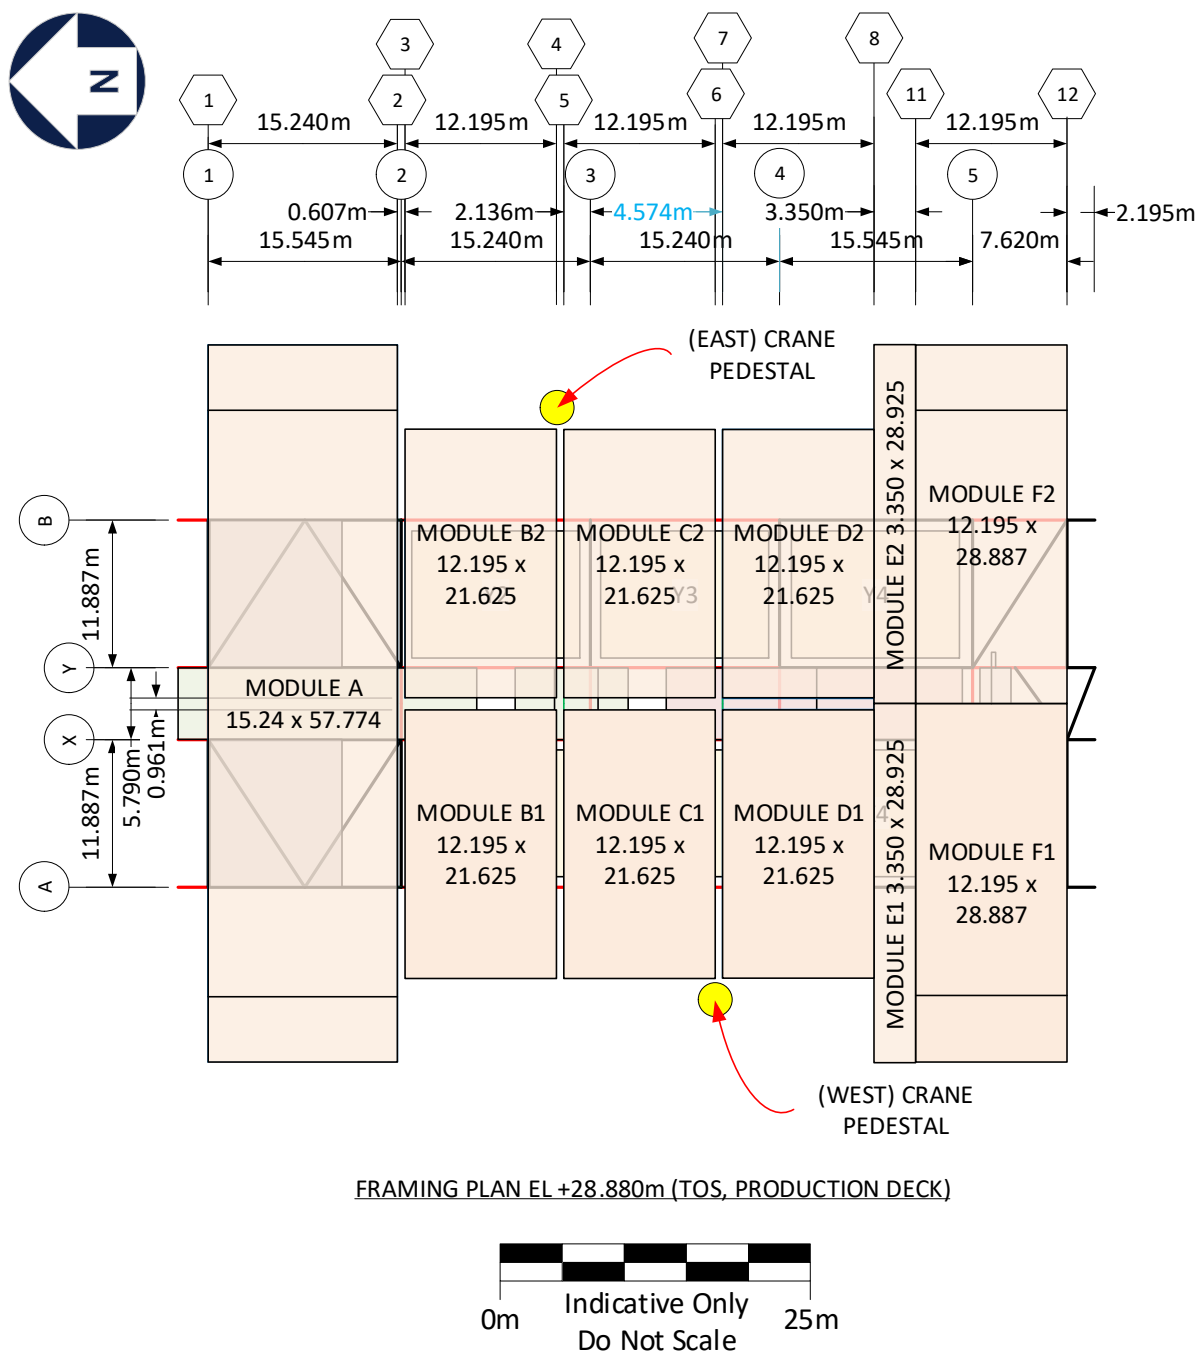 N
3
4
7
8
1
2
5
6
11
12
15.240m
12.195m
12.195m
12.195m
12.195m
1
2
3
4
5
0.607m
2.136m
4.574m
3.350m
2.195m
15.545m
15.240m
15.240m
15.545m
7.620m
(EAST) CRANE
PEDESTAL
B
Y
X
A
11.887m
5.790m
0.961m
11.887m
MODULE A
15.24 x 57.774
MODULE B2
12.195 x
21.625
MODULE C2
12.195 x
21.625
Y3
MODULE D2
12.195 x
21.625
Y4
MODULE E2 3.350 x 28.925
MODULE F2
12.195 x
28.887
MODULE B1
12.195 x
21.625
MODULE C1
12.195 x
21.625
MODULE D1
12.195 x
21.625
4
MODULE E1 3.350 x 28.925
MODULE F1
12.195 x
28.887
(WEST) CRANE
PEDESTAL
FRAMING PLAN EL +28.880m (TOS, PRODUCTION DECK)
0m
Indicative Only
Do Not Scale
25m